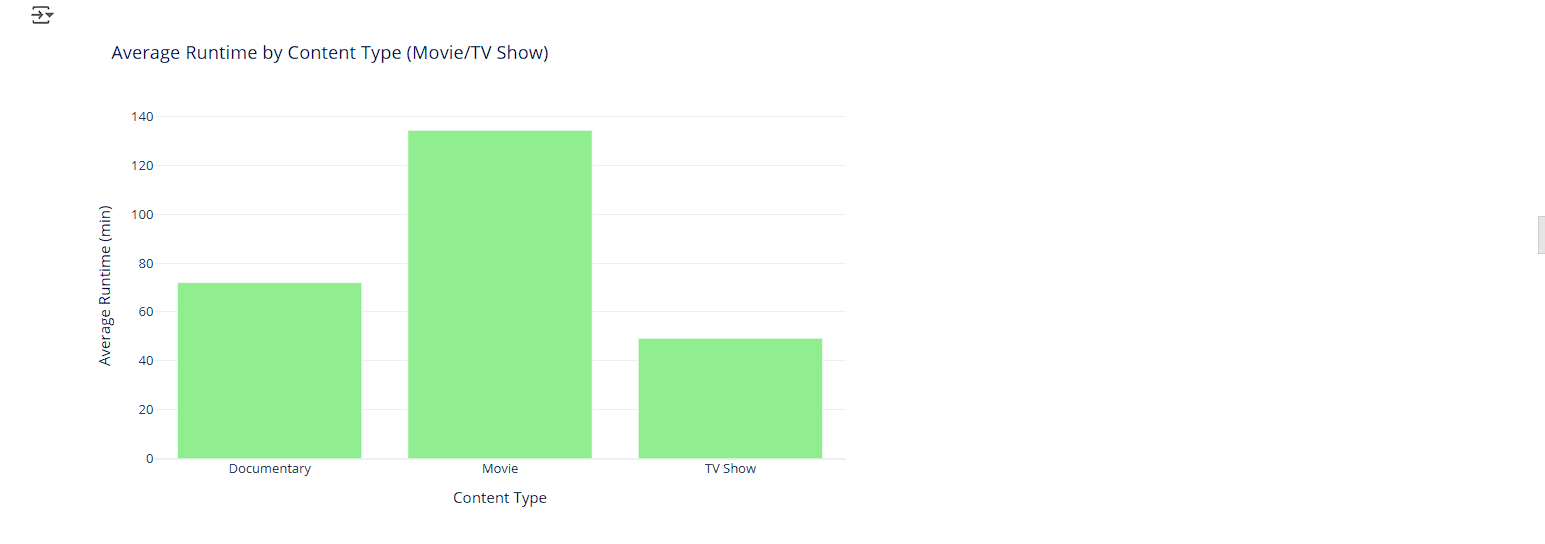 Average Runtime by Content Type (Movie/TV Show)
140
120
100
80
60
40
20
0
Average Runtime (min)
Documentary
Movie
TV Show
Content Type